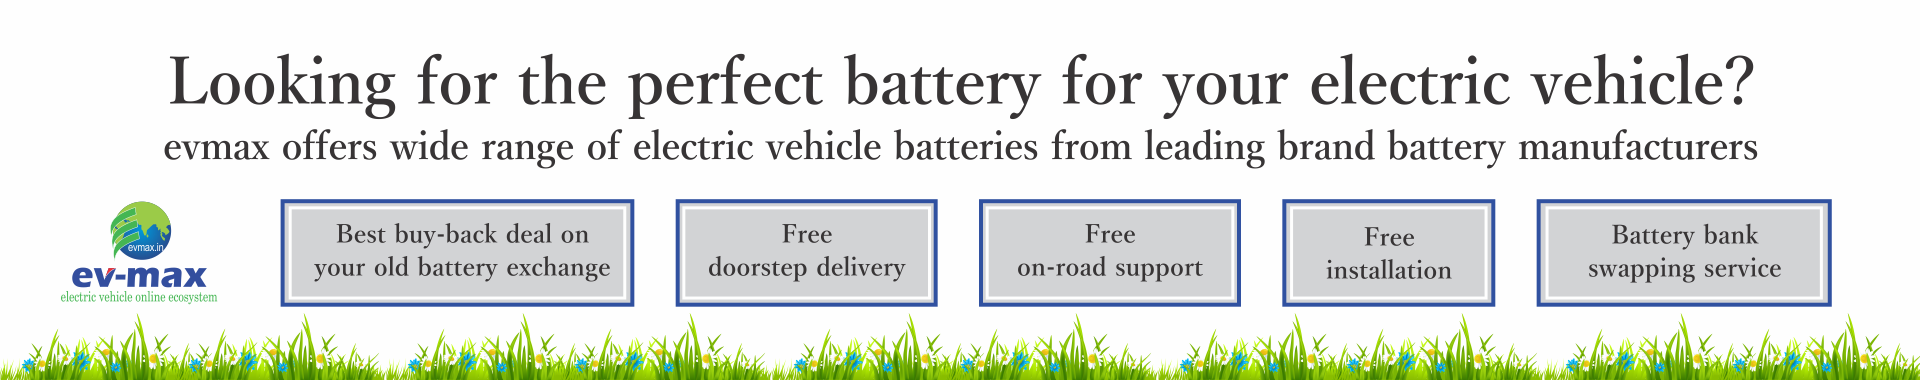 Looking for the perfect battery for your electric vehicle?
evmax offers wide range of electric vehicle batteries from leading brand battery manufacturers
evmax.in
ev-max
electric vehicle online ecosystem
Best buy-back deal on
your old battery exchange
Free
doorstep delivery
Free
on-road support
Free
installation
Battery bank
swapping service